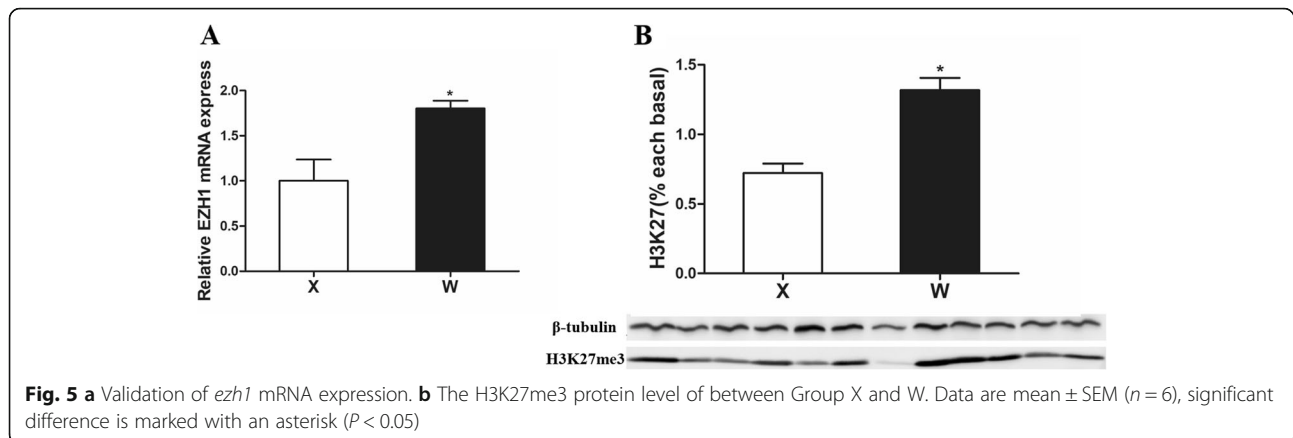 A
Relative EZH1 mRNA express
2.0
1.5
1.0
0.5
0.0
*
X
W
B
H3K27(% each basal)
1.5
1.0
0.5
0.0
*
X
W
β-tubulin
H3K27me3
Fig. 5 a Validation of ezh1 mRNA expression. b The H3K27me3 protein level of between Group X and W. Data are mean ± SEM (n = 6), significant
difference is marked with an asterisk (P < 0.05)